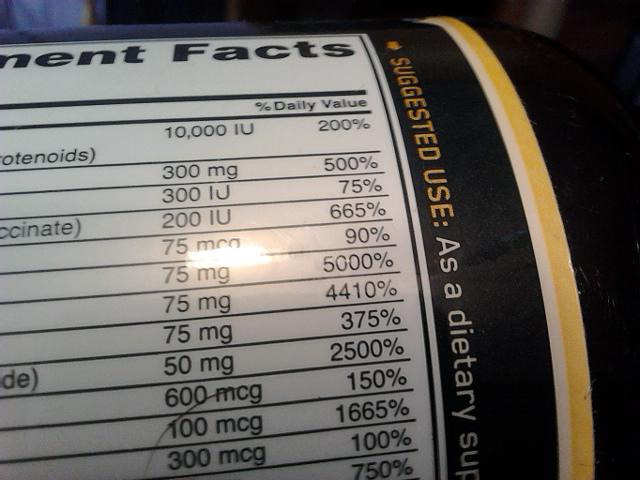 ment Facts
% Daily Value
10,000 IU 200%
rotenoids)
300 mg 500%
300 IU 75%
200 IU 665%
ccinate)
75 mcg 90%
75 mg 5000%
75 mg 4410%
75 mg 375%
50 mg 2500%
de)
600 mcg 150%
100 mcg 1665%
300 mcg 100%
750%
SUGGESTED USE: As a dietary sup